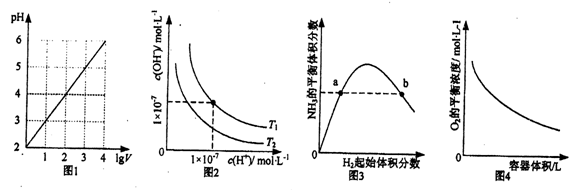 pH
6
5
4
3
2
0
1
2
3
4
lgV
图1
c(OH⁻)/ mol·L⁻¹
1×10⁻⁷
T₁
T₂
1×10⁻⁷
c(H⁺)/ mol·L⁻¹
图2
NH₃的平衡体积分数
a
b
H₂起始体积分数
图3
O₂的平衡浓度/ mol·L-1
容器体积/L
图4